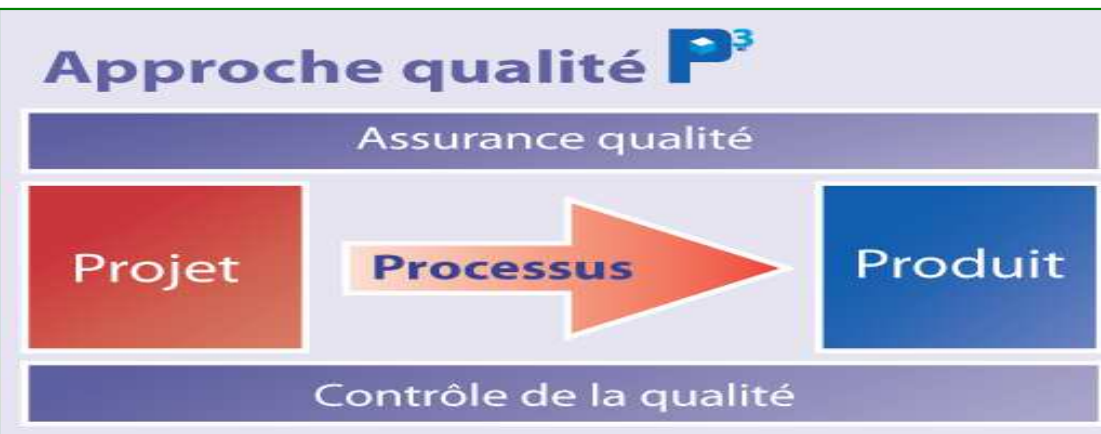 Approche qualité P³
Assurance qualité
Projet
Processus
Produit
Contrôle de la qualité